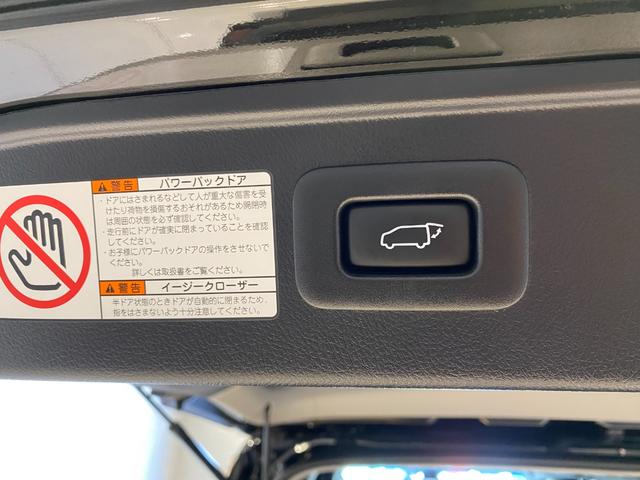 警告 パワーバックドア
・ドアにはさまれるなどして人が重大な傷害を受
けたり荷物を損傷するおそれがあるため開閉時
は周囲の状態を必ず確認してください。
・走行前にドアが確実に閉まっていることを確認
してください。
・お子様にパワーバックドアの操作をさせないで
ください。
詳しくは取扱書をご覧ください。
警告 イージークローザー
半ドア状態のときドアが自動的に閉まるため、
指をはさまないよう十分注意してください。